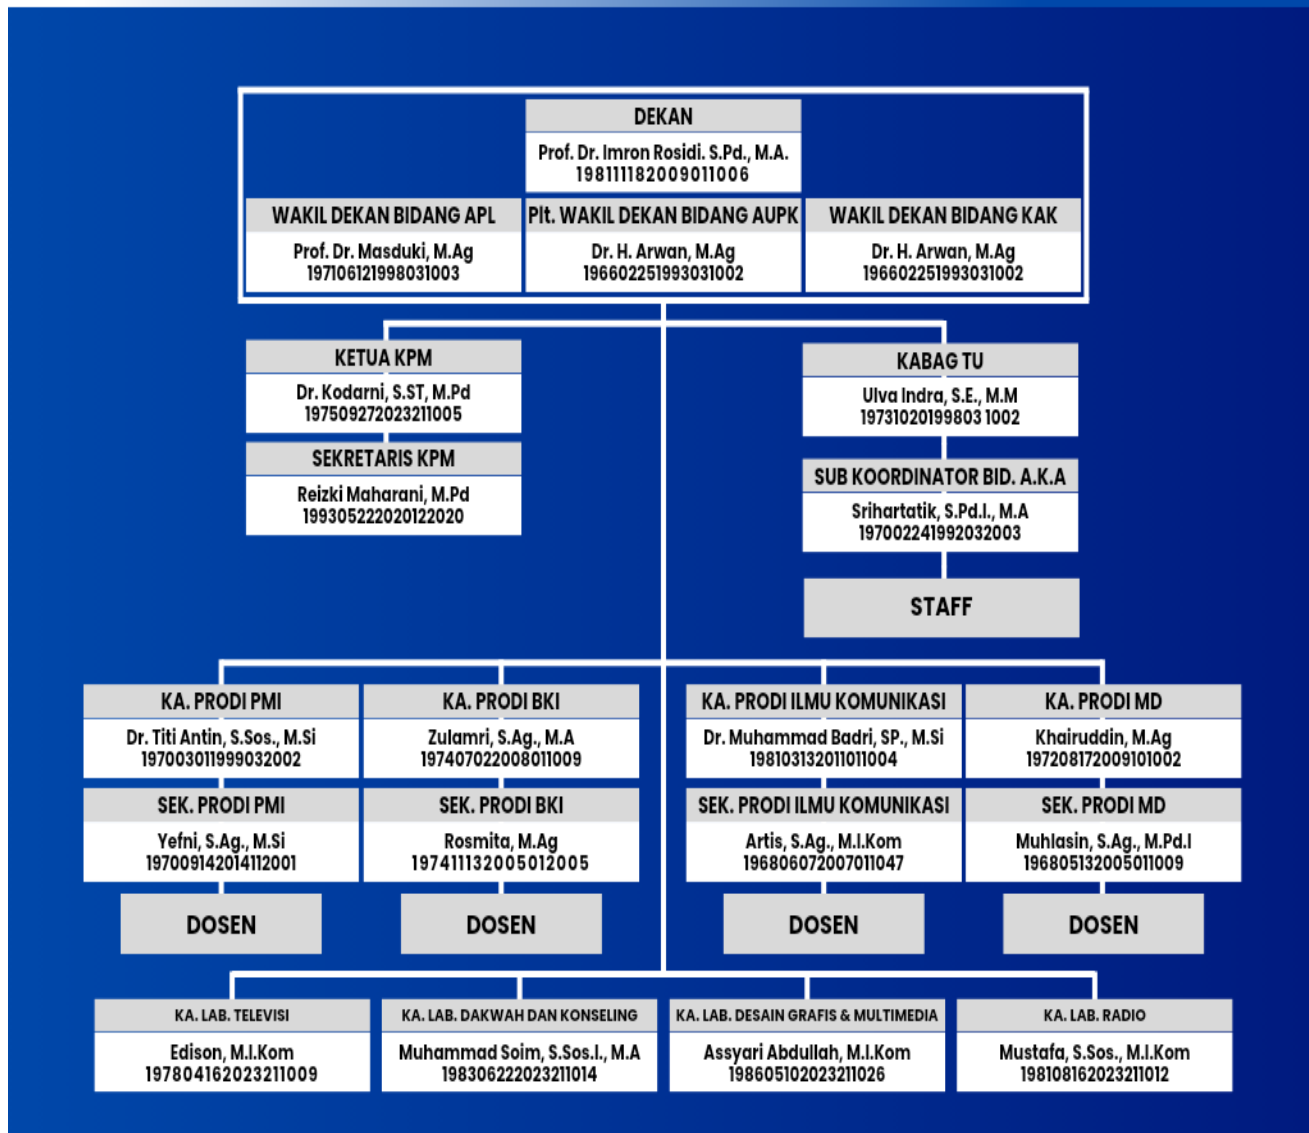 DEKAN
Prof. Dr. Imron Rosidi. S.Pd., M.A.
198111182009011006
WAKIL DEKAN BIDANG APL
Prof. Dr. Masduki, M.Ag
197106121998031003
Plt. WAKIL DEKAN BIDANG AUPK
Dr. H. Arwan, M.Ag
196602251993031002
WAKIL DEKAN BIDANG KAK
Dr. H. Arwan, M.Ag
196602251993031002
KETUA KPM
Dr. Kodarni, S.ST, M.Pd
197509272023211005
SEKRETARIS KPM
Reizki Maharani, M.Pd
199305222020122020
KABAG TU
Ulva Indra, S.E., M.M
19731020199803 1002
SUB KOORDINATOR BID. A.K.A
Srihartatik, S.Pd.I., M.A
197002241992032003
STAFF
KA. PRODI PMI
Dr. Titi Antin, S.Sos., M.Si
197003011999032002
SEK. PRODI PMI
Yefni, S.Ag., M.Si
197009142014112001
DOSEN
KA. PRODI BKI
Zulamri, S.Ag., M.A
197407022008011009
SEK. PRODI BKI
Rosmita, M.Ag
197411132005012005
DOSEN
KA. PRODI ILMU KOMUNIKASI
Dr. Muhammad Badri, SP., M.Si
198103132011011004
SEK. PRODI ILMU KOMUNIKASI
Artis, S.Ag., M.I.Kom
196806072007011047
DOSEN
KA. PRODI MD
Khairuddin, M.Ag
197208172009101002
SEK. PRODI MD
Muhlasin, S.Ag., M.Pd.I
196805132005011009
DOSEN
KA. LAB. TELEVISI
Edison, M.I.Kom
197804162023211009
KA. LAB. DAKWAH DAN KONSELING
Muhammad Soim, S.Sos.I., M.A
198306222023211014
KA. LAB. DESAIN GRAFIS & MULTIMEDIA
Assyari Abdullah, M.I.Kom
198605102023211026
KA. LAB. RADIO
Mustafa, S.Sos., M.I.Kom
198108162023211012